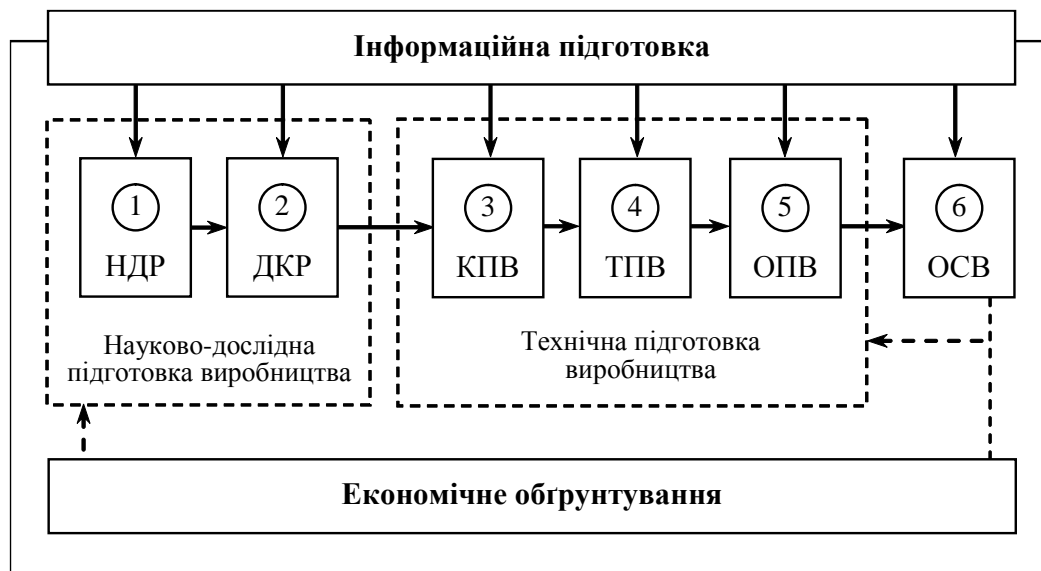 Інформаційна підготовка
1
2
3
4
5
6
НДР
ДКР
КПВ
ТПВ
ОПВ
ОСВ
Науково-дослідна
підготовка виробництва
Технічна підготовка
виробництва
Економічне обґрунтування